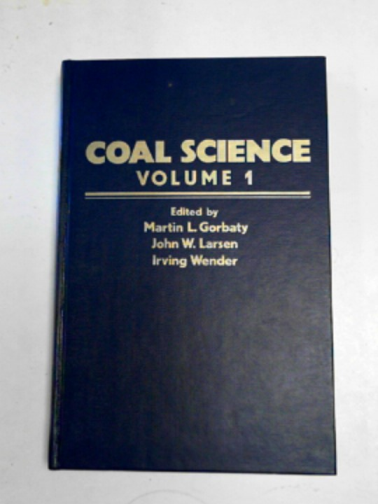 COAL SCIENCE
VOLUME 1
Edited by
Martin L. Gorbaty
John W. Larsen
Irving Wender